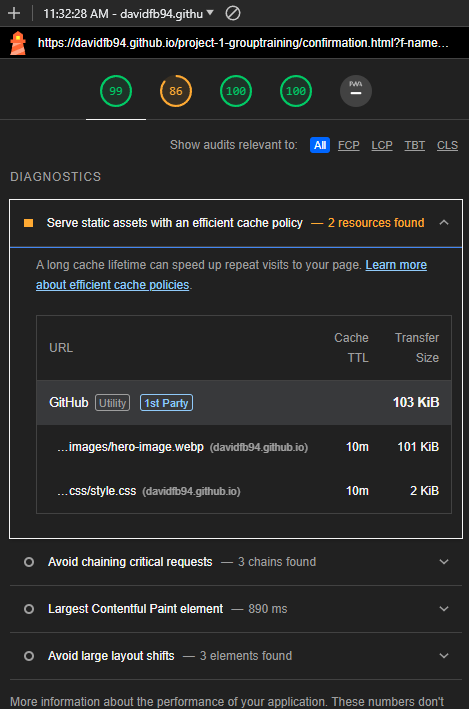 11:32:28 AM - davidfb94.githu
https://davidfb94.github.io/project-1-grouptraining/confirmation.html?f-name…
99 86 100 100 PWA
Show audits relevant to: All FCP LCP TBT CLS
DIAGNOSTICS
Serve static assets with an efficient cache policy — 2 resources found
A long cache lifetime can speed up repeat visits to your page. Learn more
about efficient cache policies.
URL Cache TTL Transfer Size
GitHub Utility 1st Party 103 KiB
…images/hero-image.webp (davidfb94.github.io) 10m 101 KiB
…css/style.css (davidfb94.github.io) 10m 2 KiB
Avoid chaining critical requests — 3 chains found
Largest Contentful Paint element — 890 ms
Avoid large layout shifts — 3 elements found
More information about the performance of your application. These numbers don't